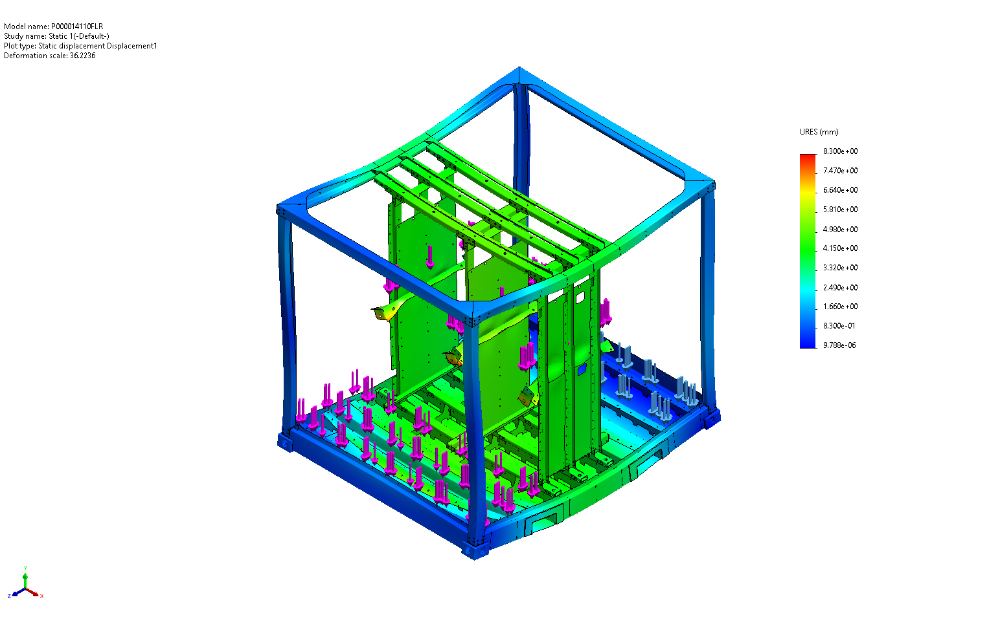 Model name: P000014110FLR
Study name: Static 1(-Default-)
Plot type: Static displacement Displacement1
Deformation scale: 36.2236
URES (mm)
8.300e+00
7.470e+00
6.640e+00
5.810e+00
4.980e+00
4.150e+00
3.320e+00
2.490e+00
1.660e+00
8.300e-01
9.788e-06
Y
Z
X